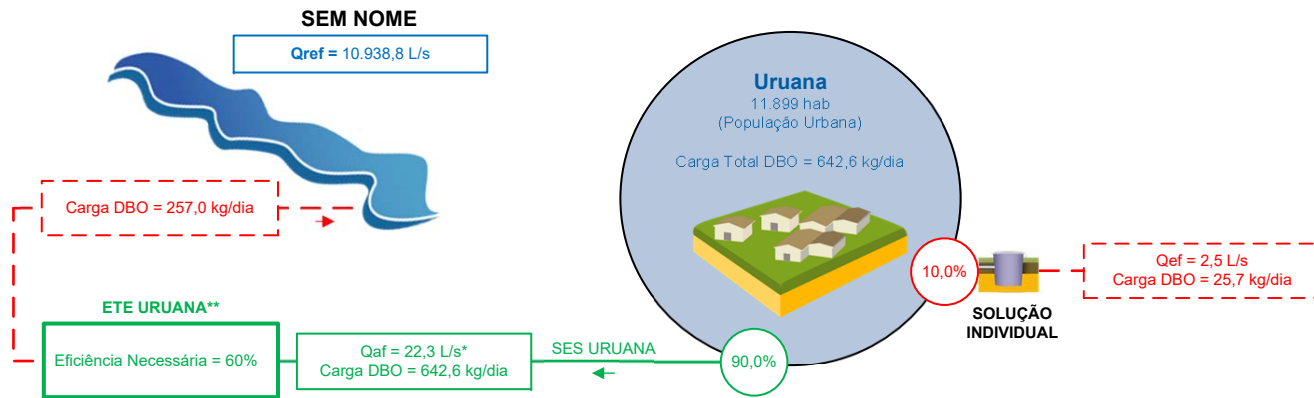 SEM NOME
Qref = 10.938,8 L/s
Uruana
11.899 hab
(População Urbana)
Carga Total DBO = 642,6 kg/dia
Carga DBO = 257,0 kg/dia
10,0%
Qef = 2,5 L/s
Carga DBO = 25,7 kg/dia
SOLUÇÃO
INDIVIDUAL
ETE URUANA**
Eficiência Necessária = 60%
Qaf = 22,3 L/s*
Carga DBO = 642,6 kg/dia
SES URUANA
90,0%